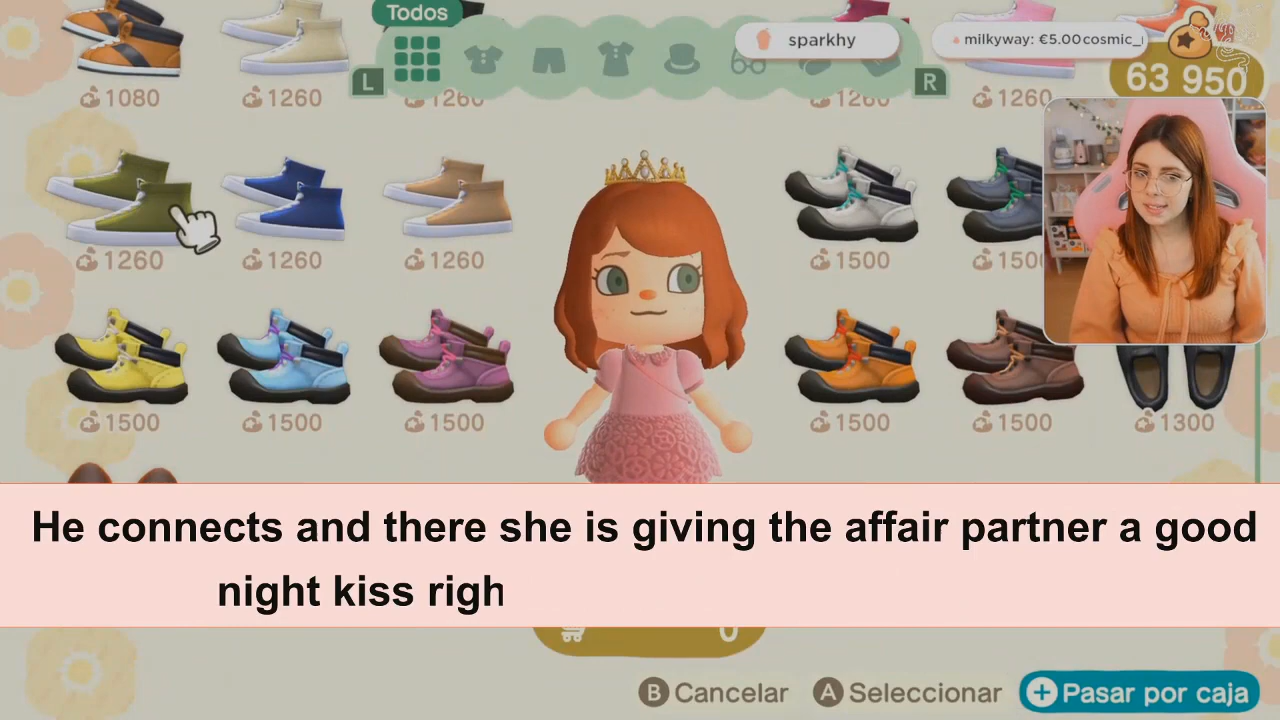 Todos
sparkhy
milkyway: €5.00cosmic_
L
R
63 950
1080
1260
1260
1260
1260
1260
1260
1260
1500
1500
1500
1500
1500
1500
1300
He connects and there she is giving the affair partner a good
night kiss righ
0
B Cancelar
A Seleccionar
+ Pasar por caja